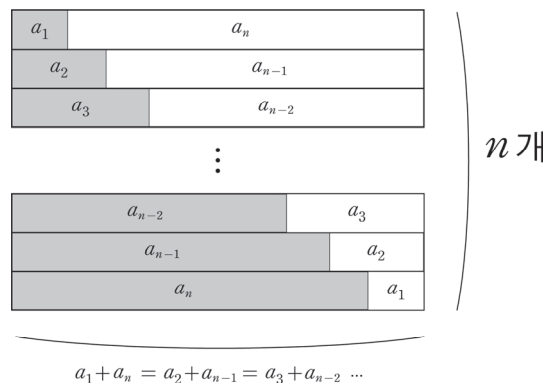 a₁ aₙ
a₂ aₙ₋₁
a₃ aₙ₋₂
⋮
n개
aₙ₋₂ a₃
aₙ₋₁ a₂
aₙ a₁
a₁+aₙ = a₂+aₙ₋₁ = a₃+aₙ₋₂ ···